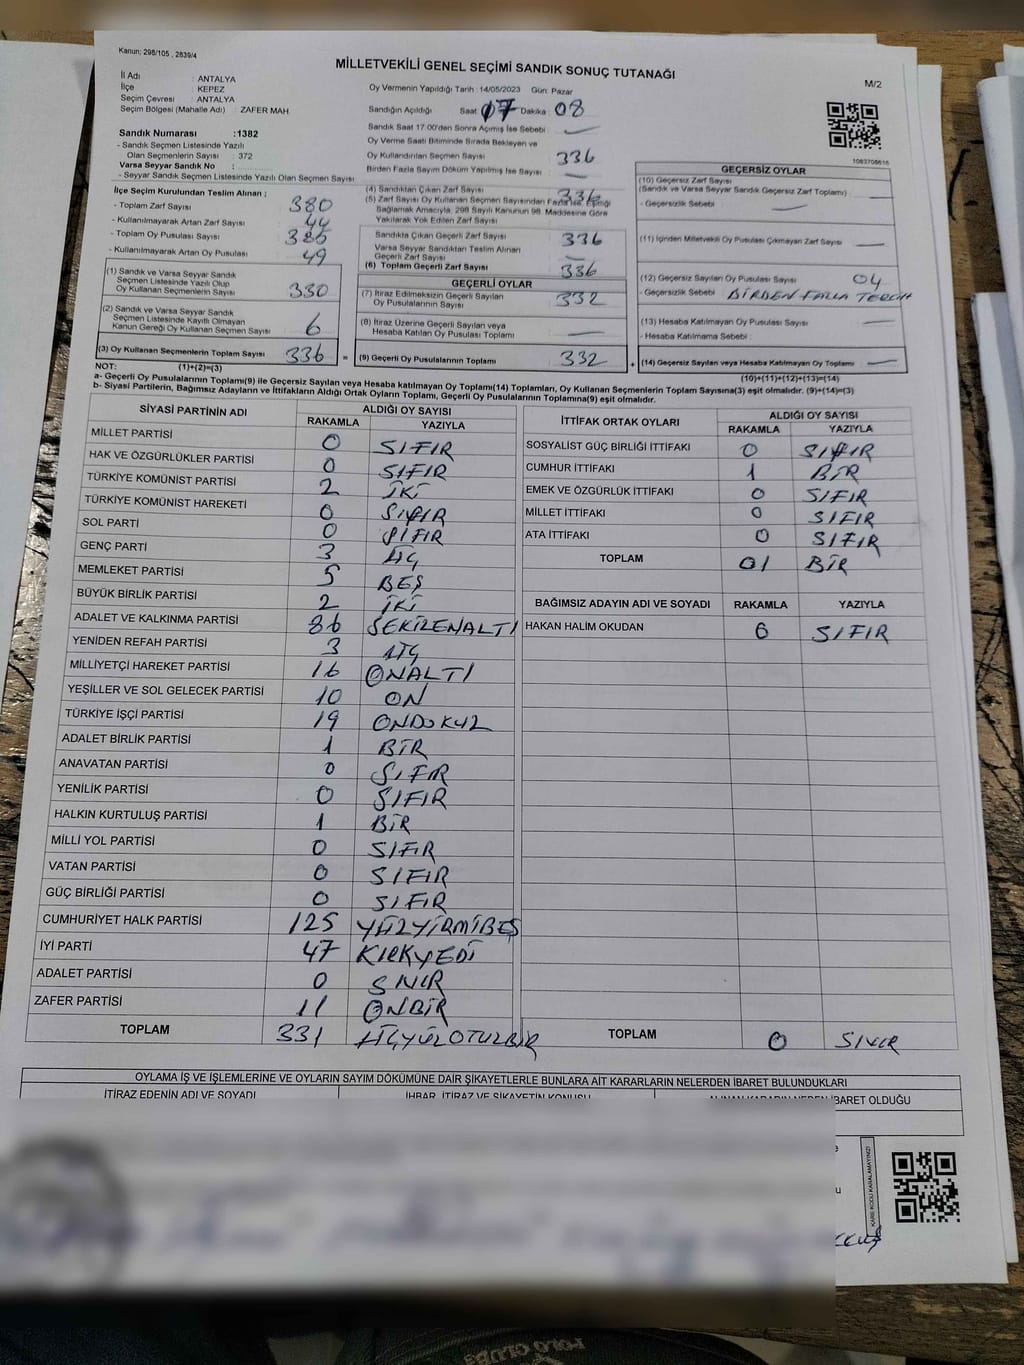 Kanun: 298/105 , 2839/4
MİLLETVEKİLİ GENEL SEÇİMİ SANDIK SONUÇ TUTANAĞI
M/2
İl Adı : ANTALYA
İlçe : KEPEZ
Seçim Çevresi : ANTALYA
Seçim Bölgesi (Mahalle Adı) : ZAFER MAH
Sandık Numarası :1382
- Sandık Seçmen Listesinde Yazılı
Olan Seçmenlerin Sayısı : 372
Varsa Seyyar Sandık No :
- Seyyar Sandık Seçmen Listesinde Yazılı Olan Seçmen Sayısı :
Oy Vermenin Yapıldığı Tarih : 14/05/2023 Gün: Pazar
Sandığın Açıldığı Saat 17 Dakika 08
Sandık Saat 17:00'den Sonra Açılmış İse Sebebi :
Oy Verme Saati Bitiminde Sırada Bekleyen ve
Oy Kullandırılan Seçmen Sayısı : 336
Birden Fazla Sayım Döküm Yapılmış İse Sayısı :
1083708616
İlçe Seçim Kurulundan Teslim Alınan ;
- Toplam Zarf Sayısı : 380
- Kullanılmayarak Artan Zarf Sayısı : 44
- Toplam Oy Pusulası Sayısı : 385
- Kullanılmayarak Artan Oy Pusulası : 49
(1) Sandık ve Varsa Seyyar Sandık
Seçmen Listesinde Yazılı Olup
Oy Kullanan Seçmenlerin Sayısı : 330
(2) Sandık ve Varsa Seyyar Sandık
Seçmen Listesinde Kayıtlı Olmayan
Kanun Gereği Oy Kullanan Seçmen Sayısı : 6
(3) Oy Kullanan Seçmenlerin Toplam Sayısı : 336 =
(4) Sandıktan Çıkan Zarf Sayısı : 336
(5) Zarf Sayısı Oy Kullanan Seçmen Sayısından Fazla İse, Eşitliği
Sağlamak Amacıyla, 298 Sayılı Kanunun 98. Maddesine Göre
Yakılarak Yok Edilen Zarf Sayısı :
Sandıkta Çıkan Geçerli Zarf Sayısı : 336
Varsa Seyyar Sandıktan Teslim Alınan
Geçerli Zarf Sayısı :
(6) Toplam Geçerli Zarf Sayısı : 336
GEÇERLİ OYLAR
(7) İtiraz Edilmeksizin Geçerli Sayılan
Oy Pusulalarının Sayısı : 332
(8) İtiraz Üzerine Geçerli Sayılan veya
Hesaba Katılan Oy Pusulası Toplamı :
(9) Geçerli Oy Pusulalarının Toplamı : 332 +
GEÇERSİZ OYLAR
(10) Geçersiz Zarf Sayısı
(Sandık ve Varsa Seyyar Sandık Geçersiz Zarf Toplamı) :
- Geçersizlik Sebebi :
(11) İçinden Milletvekili Oy Pusulası Çıkmayan Zarf Sayısı :
(12) Geçersiz Sayılan Oy Pusulası Sayısı : 04
- Geçersizlik Sebebi : BİRDEN FAZLA TERCİH
(13) Hesaba Katılmayan Oy Pusulası Sayısı :
- Hesaba Katılmama Sebebi :
(14) Geçersiz Sayılan veya Hesaba Katılmayan Oy Toplamı :
NOT: (1)+(2)=(3) (10)+(11)+(12)+(13)=(14)
a- Geçerli Oy Pusulalarının Toplamı(9) ile Geçersiz Sayılan veya Hesaba katılmayan Oy Toplamı(14) Toplamları, Oy Kullanan Seçmenlerin Toplam Sayısına(3) eşit olmalıdır. (9)+(14)=(3)
b- Siyasi Partilerin, Bağımsız Adayların ve İttifakların Aldığı Ortak Oyların Toplamı, Geçerli Oy Pusulalarının Toplamına(9) eşit olmalıdır.
SİYASİ PARTİNİN ADI ALDIĞI OY SAYISI
RAKAMLA YAZIYLA
MİLLET PARTİSİ 0 SIFIR
HAK VE ÖZGÜRLÜKLER PARTİSİ 0 SIFIR
TÜRKİYE KOMÜNİST PARTİSİ 2 İKİ
TÜRKİYE KOMÜNİST HAREKETİ 0 SIFIR
SOL PARTİ 0 SIFIR
GENÇ PARTİ 3 ÜÇ
MEMLEKET PARTİSİ 5 BEŞ
BÜYÜK BİRLİK PARTİSİ 2 İKİ
ADALET VE KALKINMA PARTİSİ 86 SEKİZENALTI
YENİDEN REFAH PARTİSİ 3 ÜÇ
MİLLİYETÇİ HAREKET PARTİSİ 16 ONALTI
YEŞİLLER VE SOL GELECEK PARTİSİ 10 ON
TÜRKİYE İŞÇİ PARTİSİ 19 ONDOKUZ
ADALET BİRLİK PARTİSİ 1 BİR
ANAVATAN PARTİSİ 0 SIFIR
YENİLİK PARTİSİ 0 SIFIR
HALKIN KURTULUŞ PARTİSİ 1 BİR
MİLLİ YOL PARTİSİ 0 SIFIR
VATAN PARTİSİ 0 SIFIR
GÜÇ BİRLİĞİ PARTİSİ 0 SIFIR
CUMHURİYET HALK PARTİSİ 125 YÜZYİRMİBEŞ
İYİ PARTİ 47 KIRKYEDİ
ADALET PARTİSİ 0 SIFIR
ZAFER PARTİSİ 11 ONBİR
TOPLAM 331 ÜÇYÜZOTUZBİR
İTTİFAK ORTAK OYLARI ALDIĞI OY SAYISI
RAKAMLA YAZIYLA
SOSYALİST GÜÇ BİRLİĞİ İTTİFAKI 0 SIFIR
CUMHUR İTTİFAKI 1 BİR
EMEK VE ÖZGÜRLÜK İTTİFAKI 0 SIFIR
MİLLET İTTİFAKI 0 SIFIR
ATA İTTİFAKI 0 SIFIR
TOPLAM 01 BİR
BAĞIMSIZ ADAYIN ADI VE SOYADI RAKAMLA YAZIYLA
HAKAN HALİM OKUDAN 0 SIFIR
TOPLAM 0 SIFIR
OYLAMA İŞ VE İŞLEMLERİNE VE OYLARIN SAYIM DÖKÜMÜNE DAİR ŞİKAYETLERLE BUNLARA AİT KARARLARIN NELERDEN İBARET BULUNDUKLARI
İTİRAZ EDENİN ADI VE SOYADI İHBAR, İTİRAZ VE ŞİKAYETİN KONUSU ALINAN KARARIN NEDEN İBARET OLDUĞU
KARE KODU KARALAMAYINIZ!
POLO CLUB